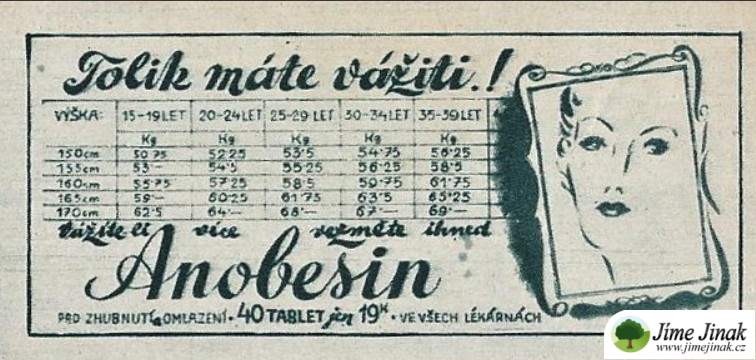 Tolik máte vážiti.!
VÝŠKA: 15-19 LET 20-24 LET 25-29 LET 30-34 LET 35-39 LET
Kg Kg Kg Kg Kg
150cm 50·75 52·25 53'5 54'75 56·25
155cm 53·— 54'5 55·25 56·25 58'5
160cm 55·75 57·25 58'5 59·75 61'75
165cm 59·— 60·25 61'75 63'5 65·25
170cm 62'5 64·— 68·— 67·— 69·—
Vážíte li více vezměte ihned
Anobesin
PRO ZHUBNUTÍ a OMLAZENÍ · 40 TABLET jen 19K · VE VŠECH LÉKÁRNÁCH
Jíme Jinak
www.jimejinak.cz